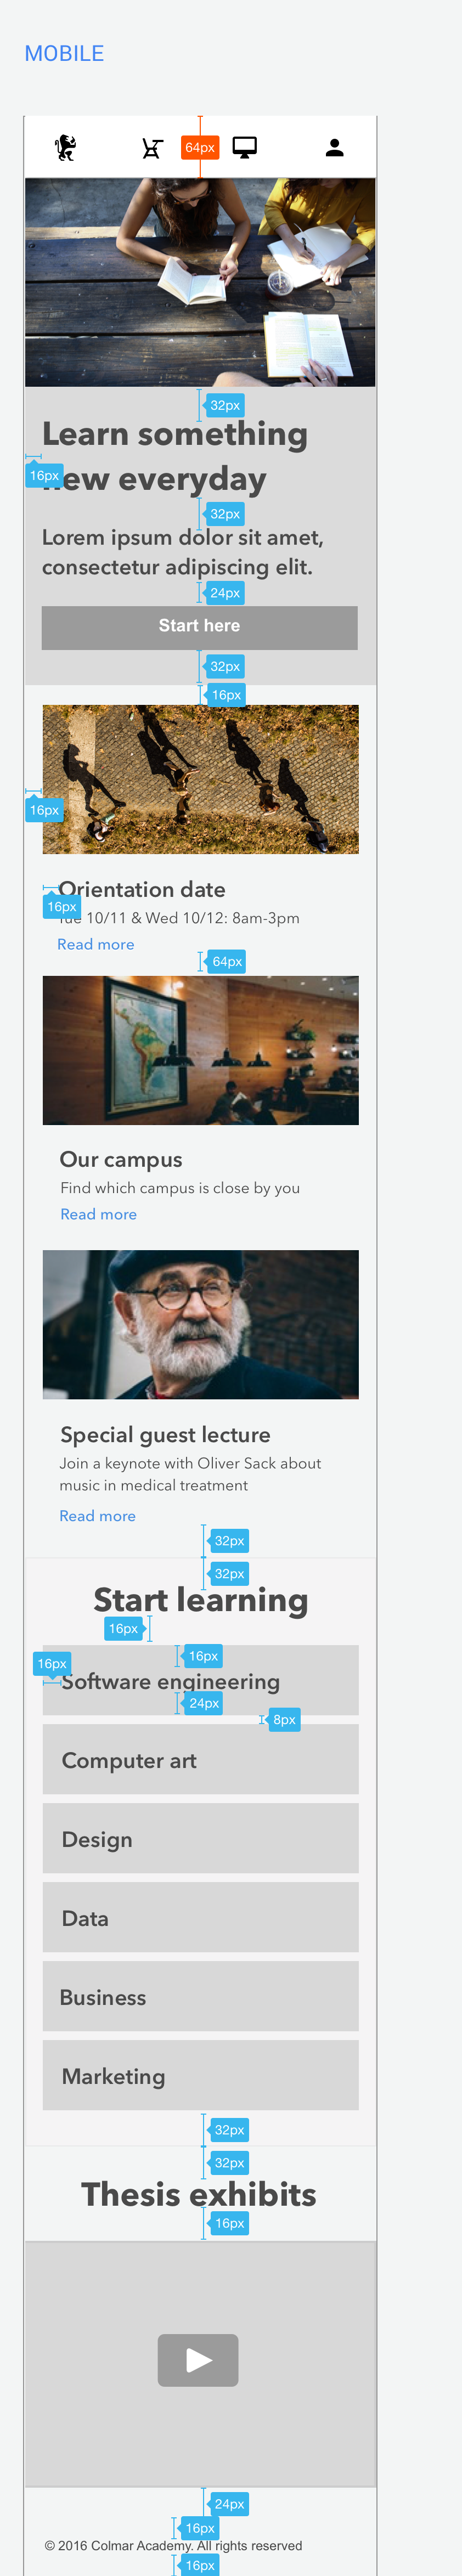 MOBILE
64px
32px
Learn something
16px
new everyday
32px
Lorem ipsum dolor sit amet,
consectetur adipiscing elit.
24px
Start here
32px
16px
16px
Orientation date
16px
Tue 10/11 & Wed 10/12: 8am-3pm
Read more
64px
Our campus
Find which campus is close by you
Read more
Special guest lecture
Join a keynote with Oliver Sack about
music in medical treatment
Read more
32px
32px
Start learning
16px
16px
16px
Software engineering
24px
8px
Computer art
Design
Data
Business
Marketing
32px
32px
Thesis exhibits
16px
24px
16px
© 2016 Colmar Academy. All rights reserved
16px